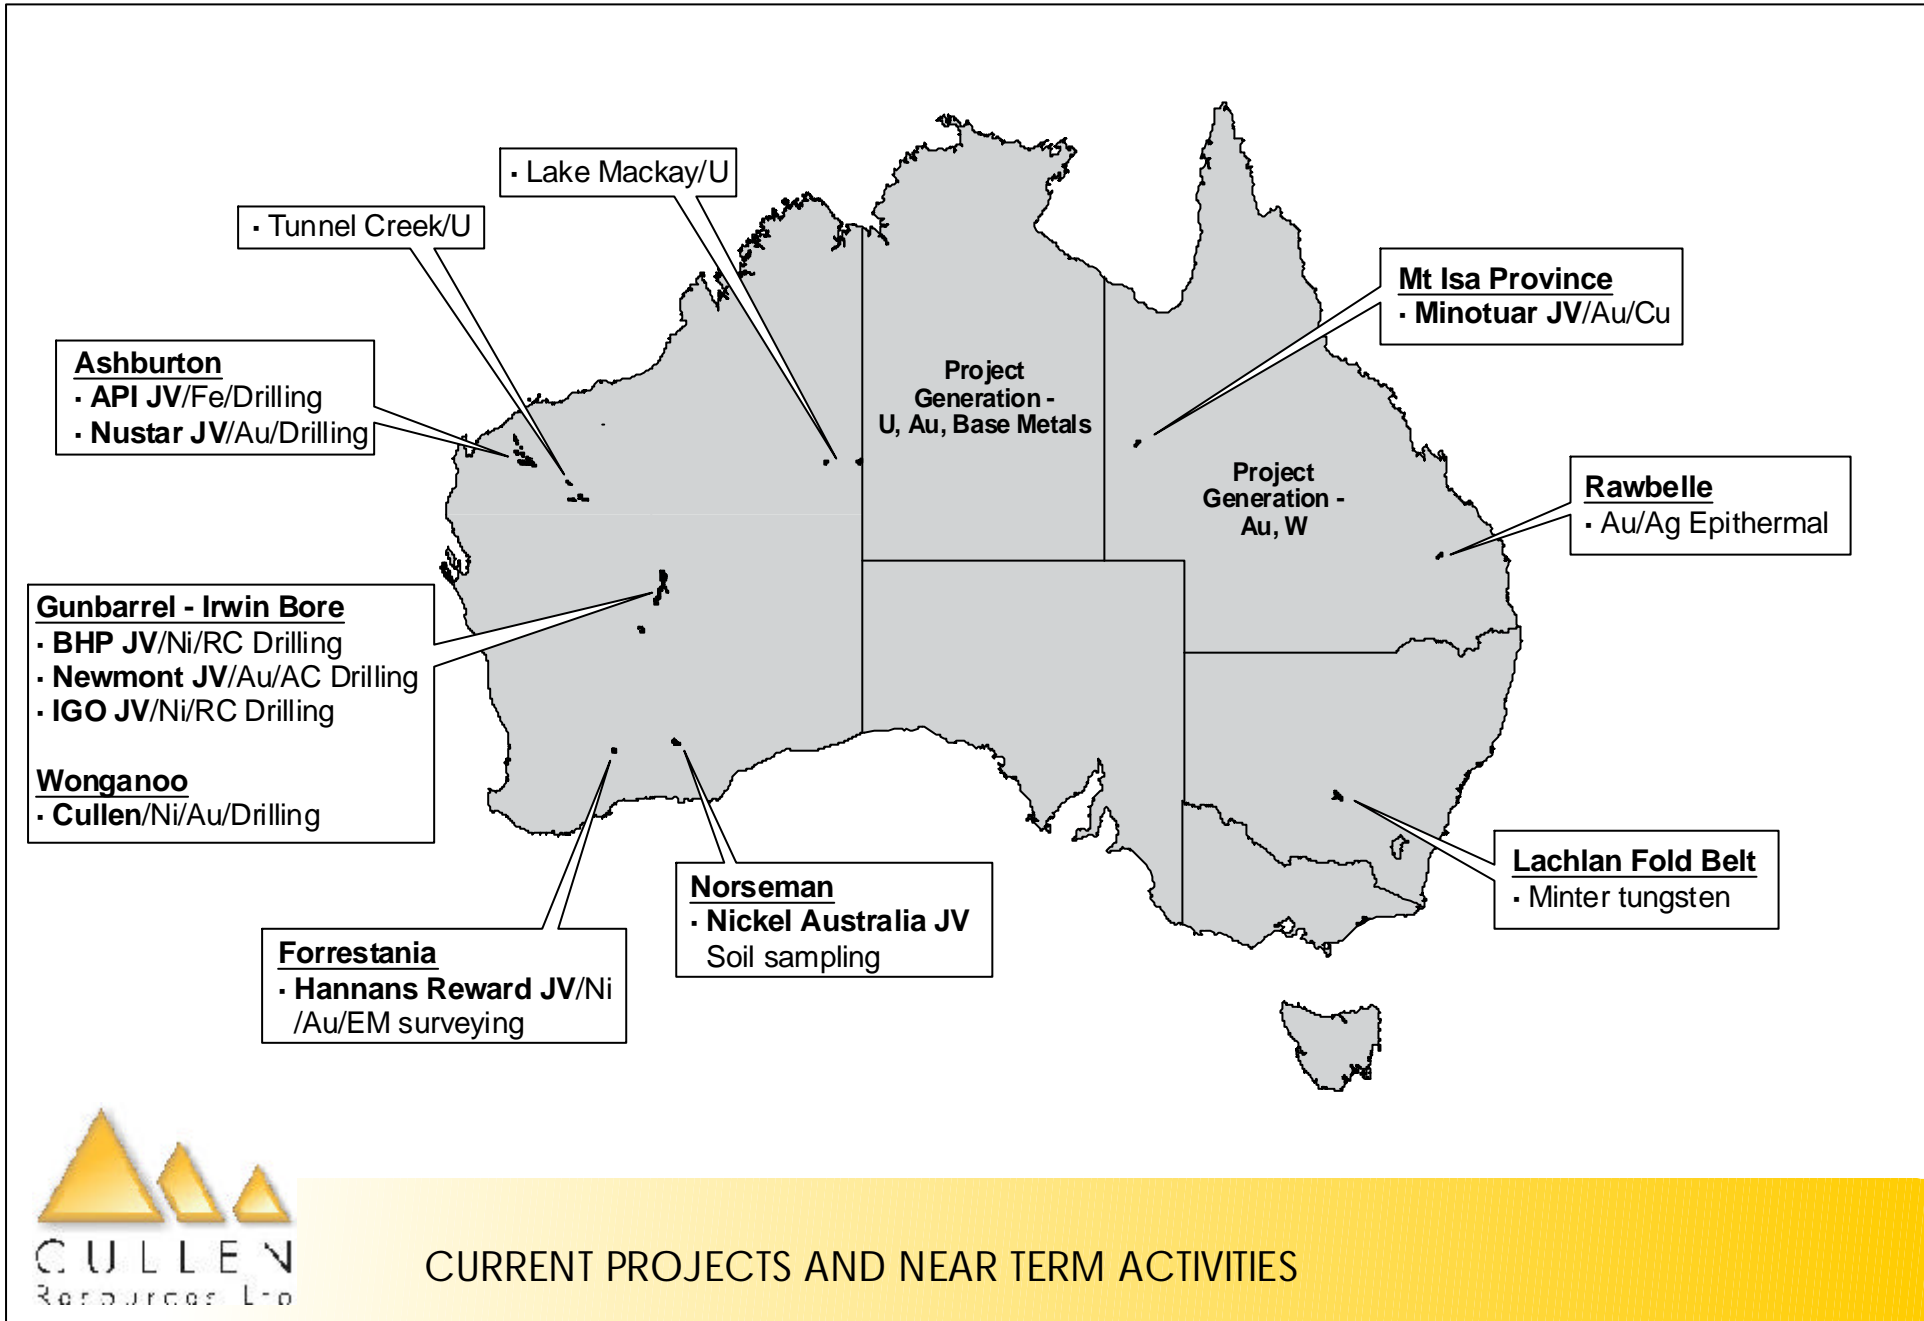 · Lake Mackay/U
· Tunnel Creek/U
Ashburton
· API JV/Fe/Drilling
· Nustar JV/Au/Drilling
Mt Isa Province
· Minotuar JV/Au/Cu
Project
Generation -
U, Au, Base Metals
Project
Generation -
Au, W
Rawbelle
· Au/Ag Epithermal
Gunbarrel - Irwin Bore
· BHP JV/Ni/RC Drilling
· Newmont JV/Au/AC Drilling
· IGO JV/Ni/RC Drilling
Wonganoo
· Cullen/Ni/Au/Drilling
Lachlan Fold Belt
· Minter tungsten
Norseman
· Nickel Australia JV
Soil sampling
Forrestania
· Hannans Reward JV/Ni
/Au/EM surveying
CULLEN
Resources Ltd
CURRENT PROJECTS AND NEAR TERM ACTIVITIES